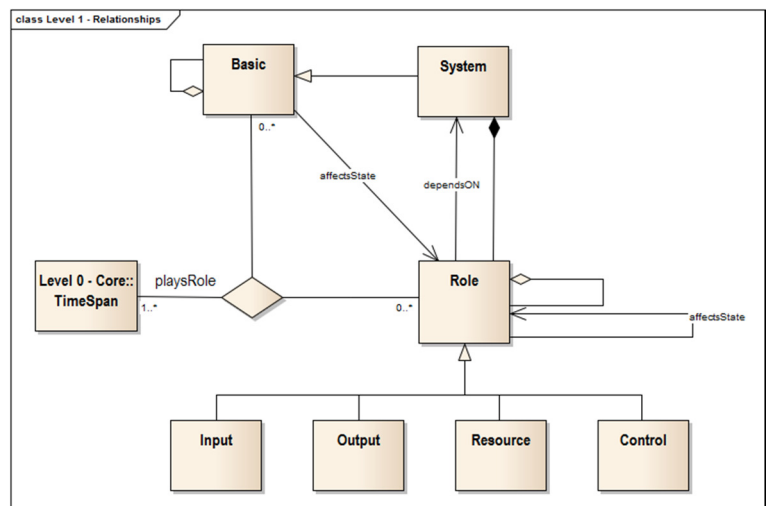 class Level 1 - Relationships
Basic
System
0..*
affectsState
dependsON
Level 0 - Core::
TimeSpan
playsRole
1..*
0..*
Role
affectsState
Input
Output
Resource
Control